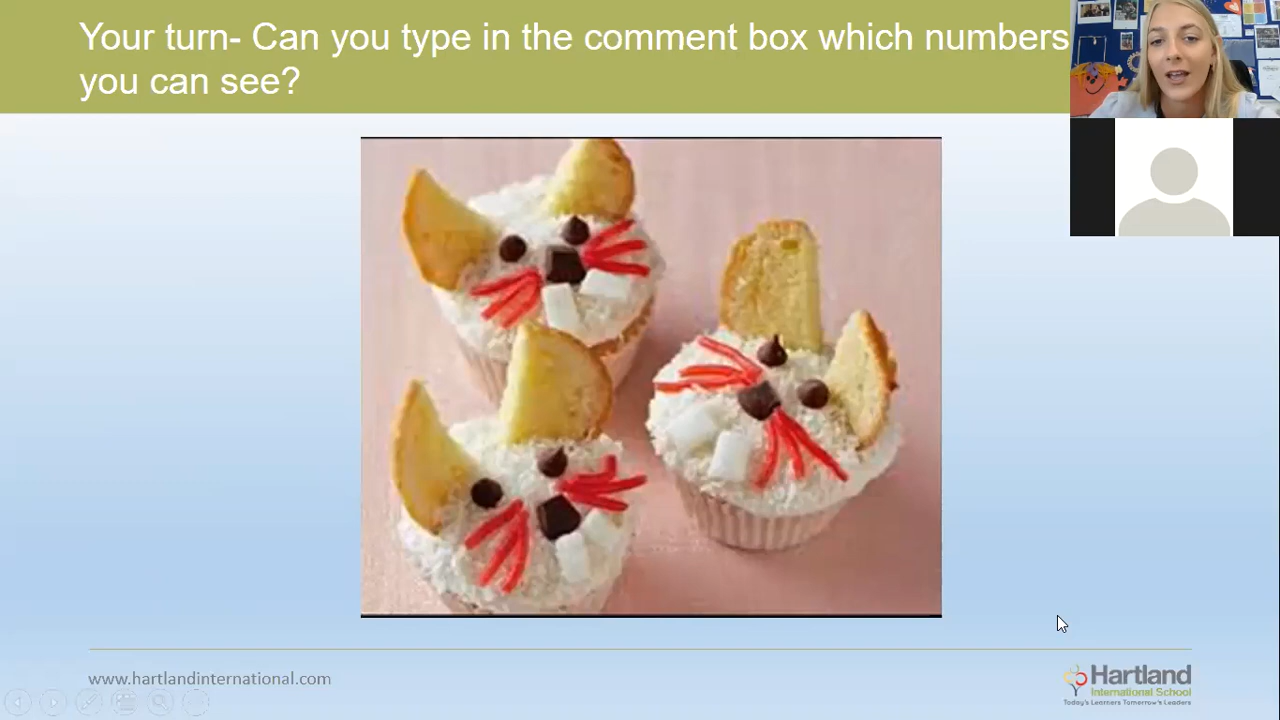 Your turn- Can you type in the comment box which numbers
you can see?
www.hartlandinternational.com
Hartland
International School
Today's Learners Tomorrow's Leaders